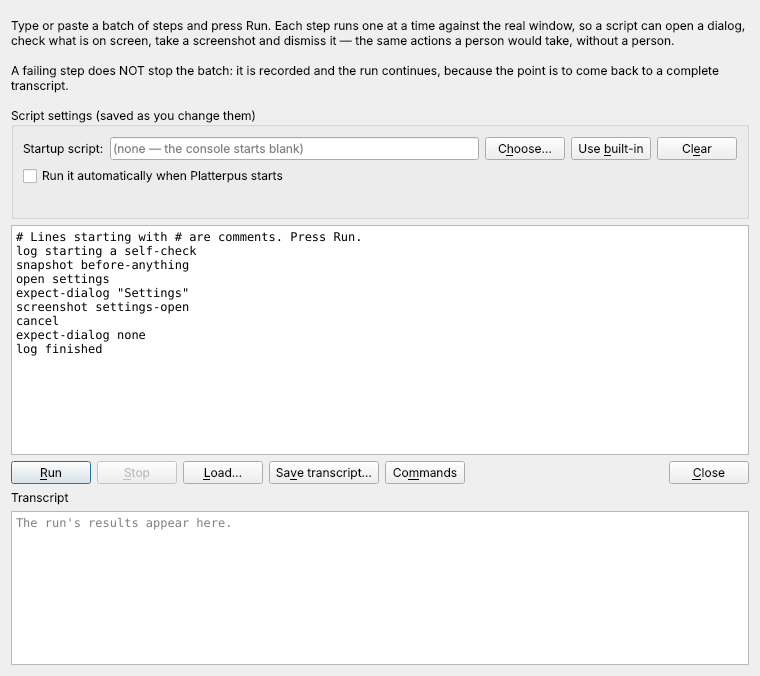 Type or paste a batch of steps and press Run. Each step runs one at a time against the real window, so a script can open a dialog,
check what is on screen, take a screenshot and dismiss it — the same actions a person would take, without a person.
A failing step does NOT stop the batch: it is recorded and the run continues, because the point is to come back to a complete
transcript.
Script settings (saved as you change them)
Startup script: (none — the console starts blank) Choose... Use built-in Clear
Run it automatically when Platterpus starts
# Lines starting with # are comments. Press Run.
log starting a self-check
snapshot before-anything
open settings
expect-dialog "Settings"
screenshot settings-open
cancel
expect-dialog none
log finished
Run Stop Load... Save transcript... Commands Close
Transcript
The run's results appear here.